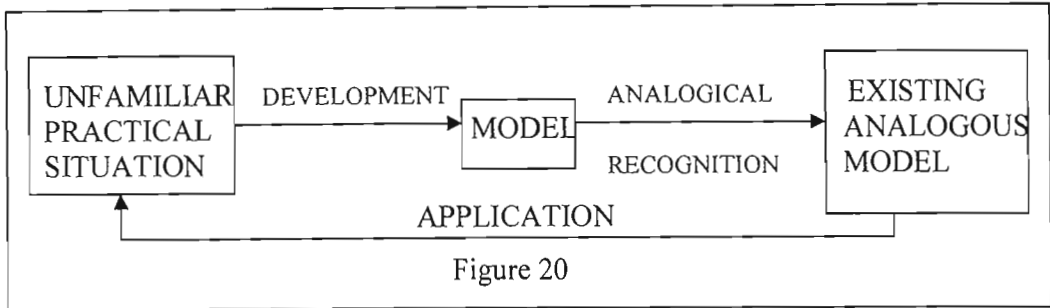 UNFAMILIAR
PRACTICAL
SITUATION
DEVELOPMENT
MODEL
ANALOGICAL
RECOGNITION
EXISTING
ANALOGOUS
MODEL
APPLICATION
Figure 20